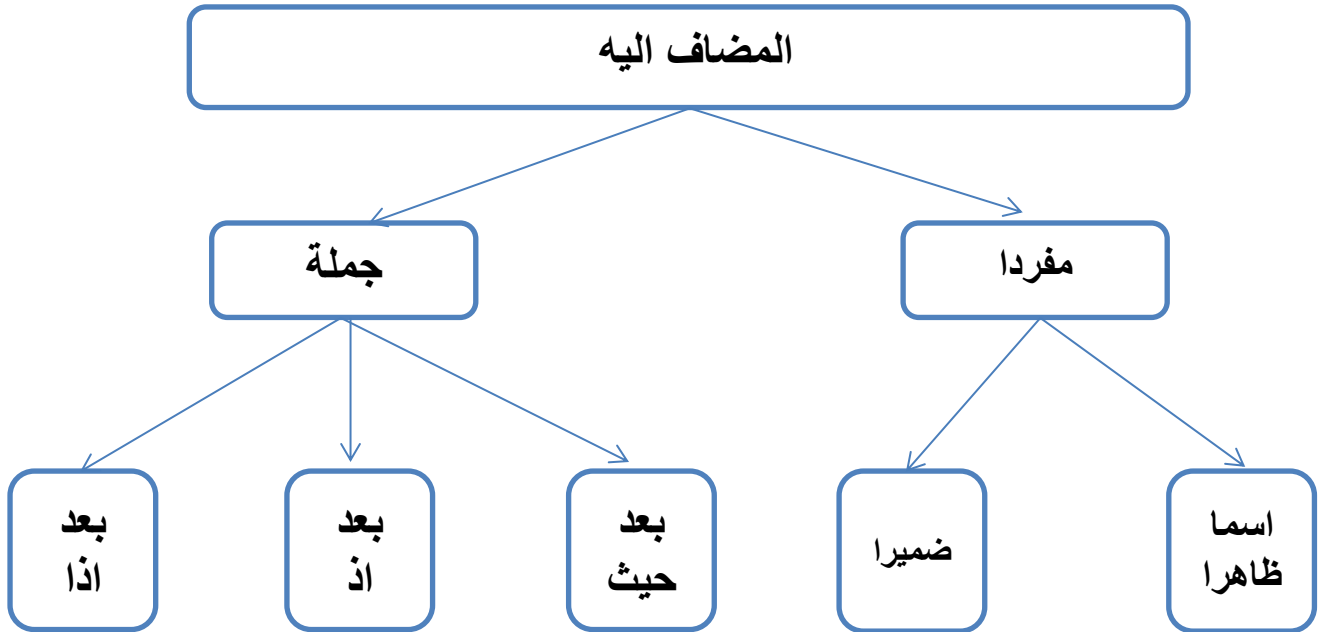 المضاف اليه
مفردا
جملة
اسما
ظاهرا
ضميرا
بعد
حيث
بعد
اذ
بعد
اذا